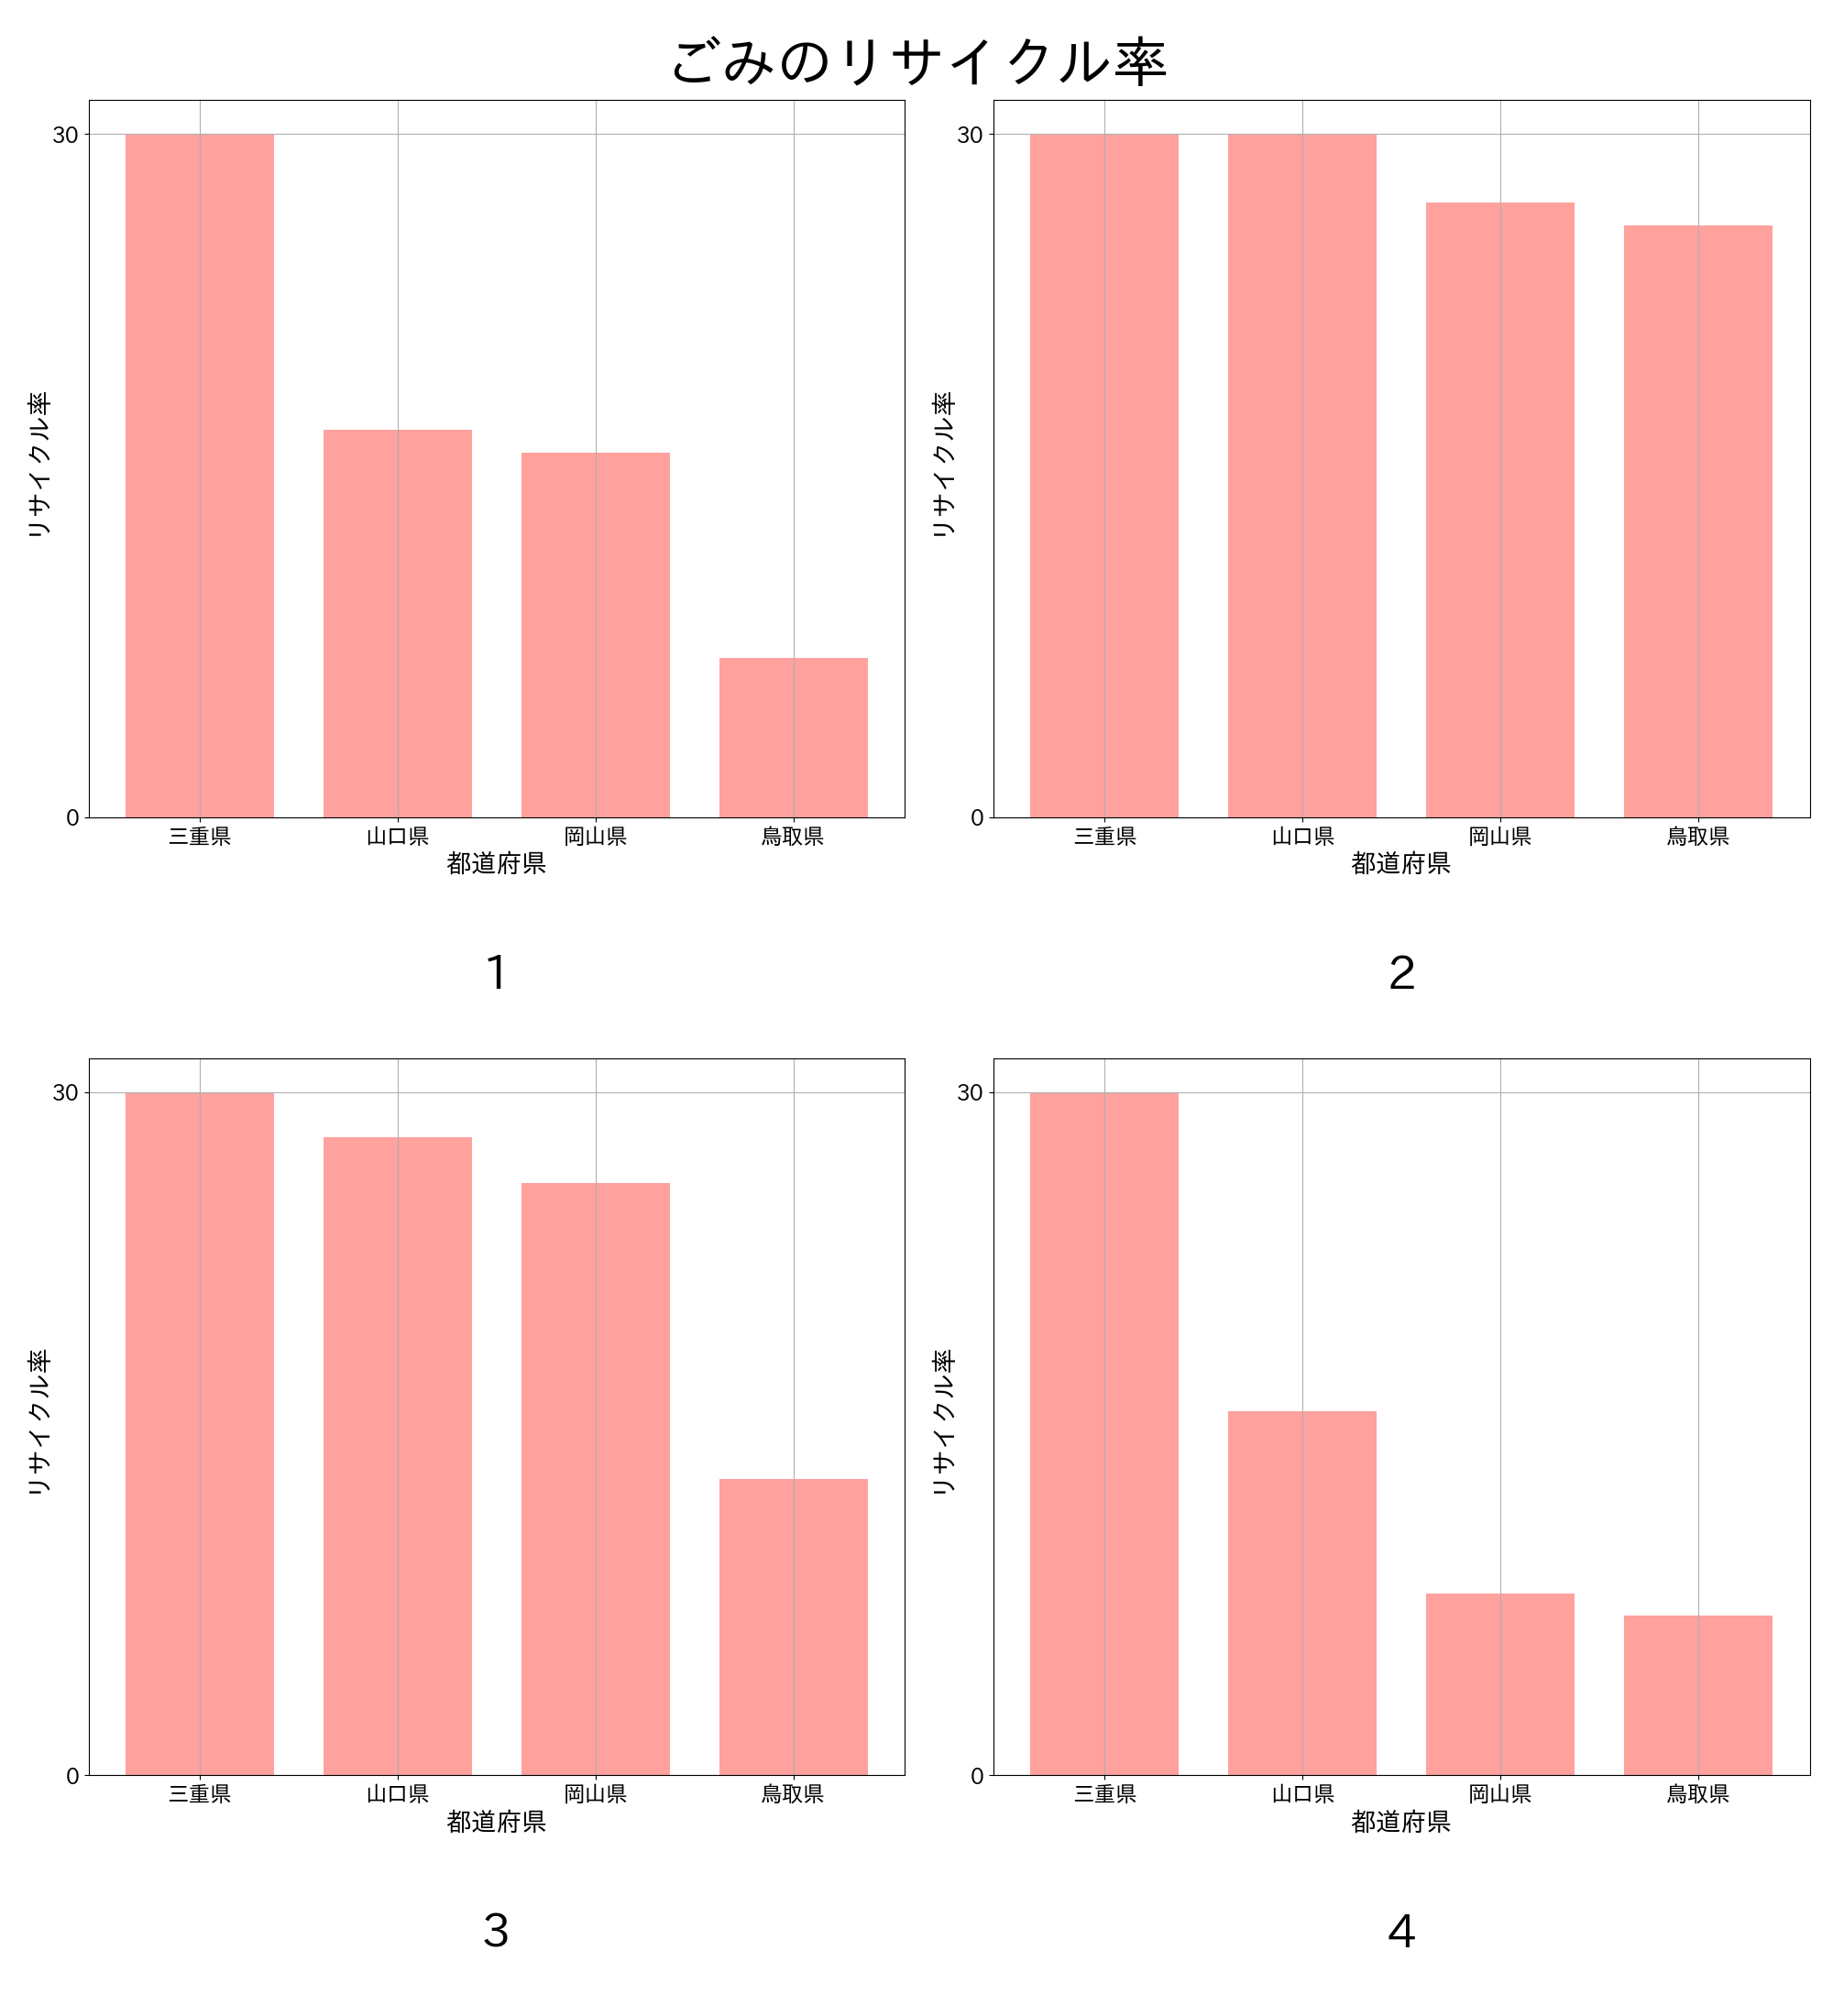 ごみのリサイクル率
30
0
リサイクル率
三重県 山口県 岡山県 鳥取県
都道府県
1
30
0
リサイクル率
三重県 山口県 岡山県 鳥取県
都道府県
2
30
0
リサイクル率
三重県 山口県 岡山県 鳥取県
都道府県
3
30
0
リサイクル率
三重県 山口県 岡山県 鳥取県
都道府県
4